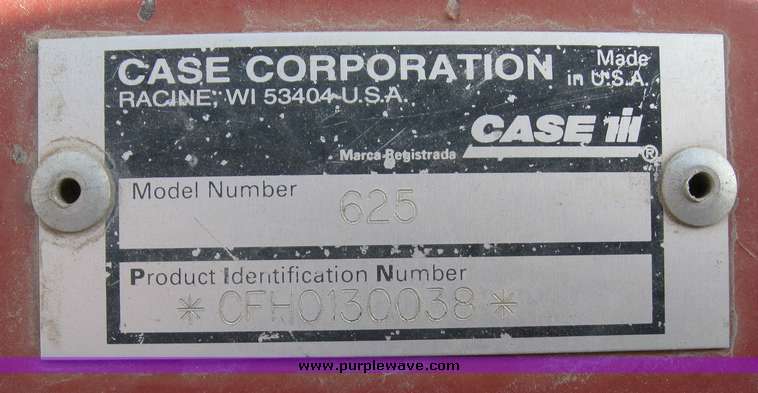 CASE CORPORATION
Made
in U.S.A.
RACINE, WI 53404 U.S.A.
CASE IH
Marca Registrada ®
Model Number
625
Product Identification Number
*CFH0130038*
www.purplewave.com